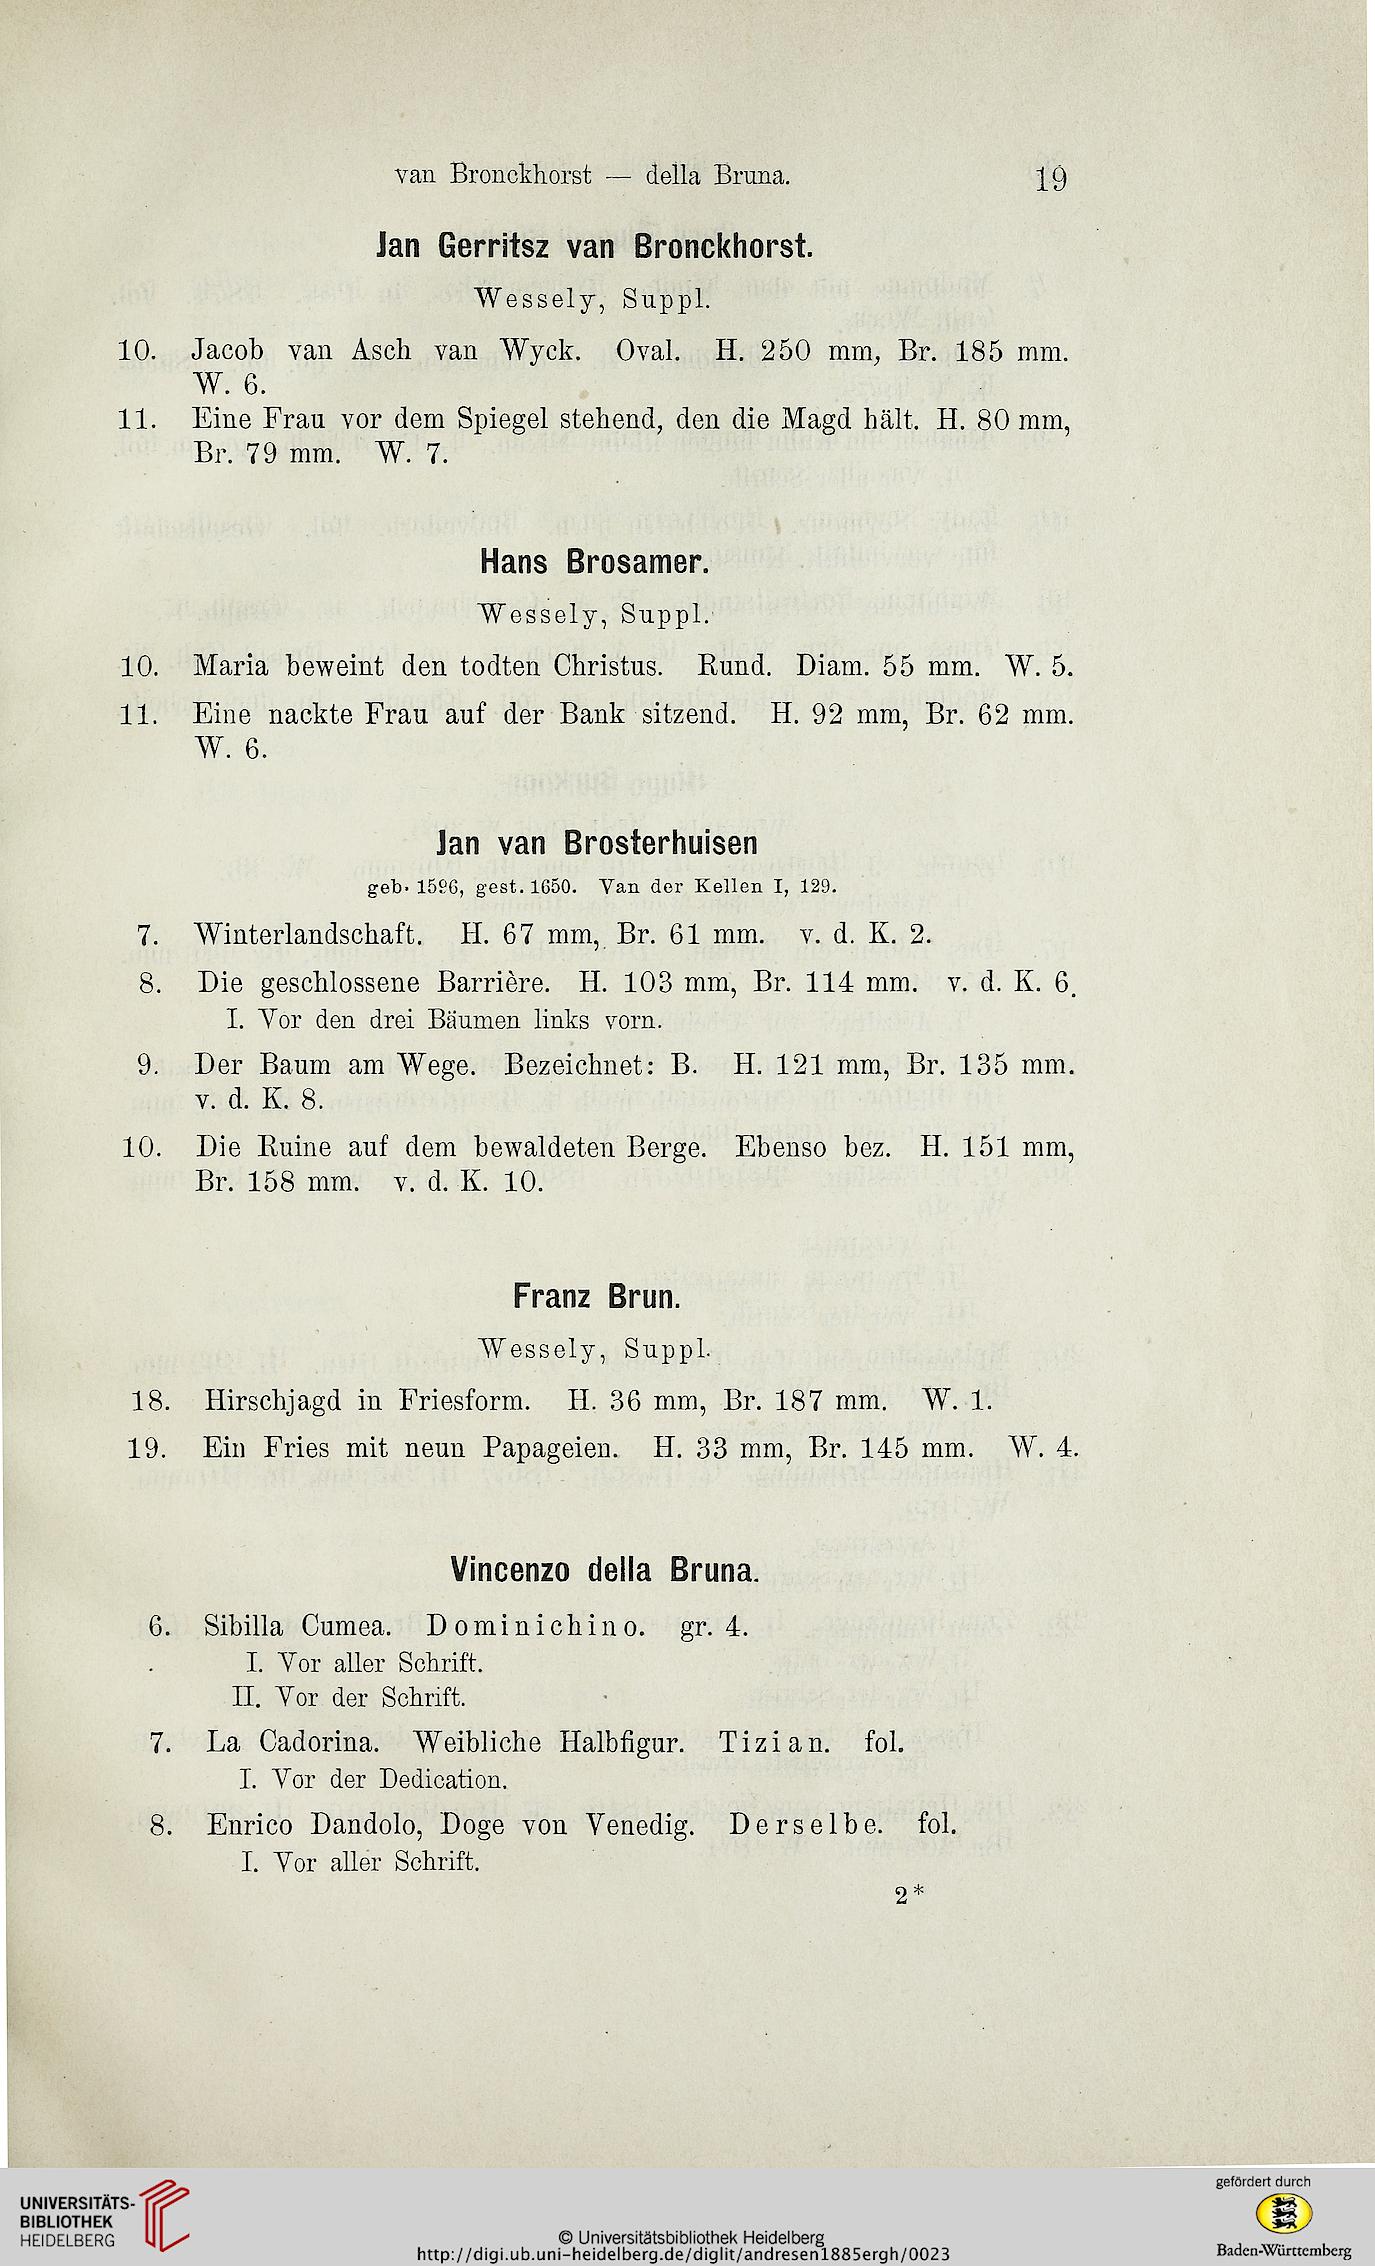 van Bronckhorst — della Bruna. 19
Jan Gerritsz van Bronckhorst.
Wessely, Suppl.
10. Jacob van Asch van Wyck. Oval. H. 250 mm, Br. 185 mm.
W. 6.
11. Eine Frau vor dem Spiegel stehend, den die Magd hält. H. 80 mm,
Br. 79 mm. W. 7.
Hans Brosamer.
Wessely, Suppl.
10. Maria beweint den todten Christus. Rund. Diam. 55 mm. W. 5.
11. Eine nackte Frau auf der Bank sitzend. H. 92 mm, Br. 62 mm.
W. 6.
Jan van Brosterhuisen
geb. 1596, gest. 1650. Van der Kellen I, 129.
7. Winterlandschaft. H. 67 mm, Br. 61 mm. v. d. K. 2.
8. Die geschlossene Barrière. H. 103 mm, Br. 114 mm. v. d. K. 6.
I. Vor den drei Bäumen links vorn.
9. Der Baum am Wege. Bezeichnet: B. H. 121 mm, Br. 135 mm.
v. d. K. 8.
10. Die Ruine auf dem bewaldeten Berge. Ebenso bez. H. 151 mm,
Br. 158 mm. v. d. K. 10.
Franz Brun.
Wessely, Suppl.
18. Hirschjagd in Friesform. H. 36 mm, Br. 187 mm. W. 1.
19. Ein Fries mit neun Papageien. H. 33 mm, Br. 145 mm. W. 4.
Vincenzo della Bruna.
6. Sibilla Cumea. Dominichino. gr. 4.
I. Vor aller Schrift.
II. Vor der Schrift.
7. La Cadorina. Weibliche Halbfigur. Tizian. fol.
I. Vor der Dedication.
8. Enrico Dandolo, Doge von Venedig. Derselbe. fol.
I. Vor aller Schrift.
2*
UNIVERSITÄTS-
BIBLIOTHEK
HEIDELBERG
© Universitätsbibliothek Heidelberg
http://digi.ub.uni-heidelberg.de/diglit/andresen1885ergh/0023
gefördert durch
Baden-Württemberg